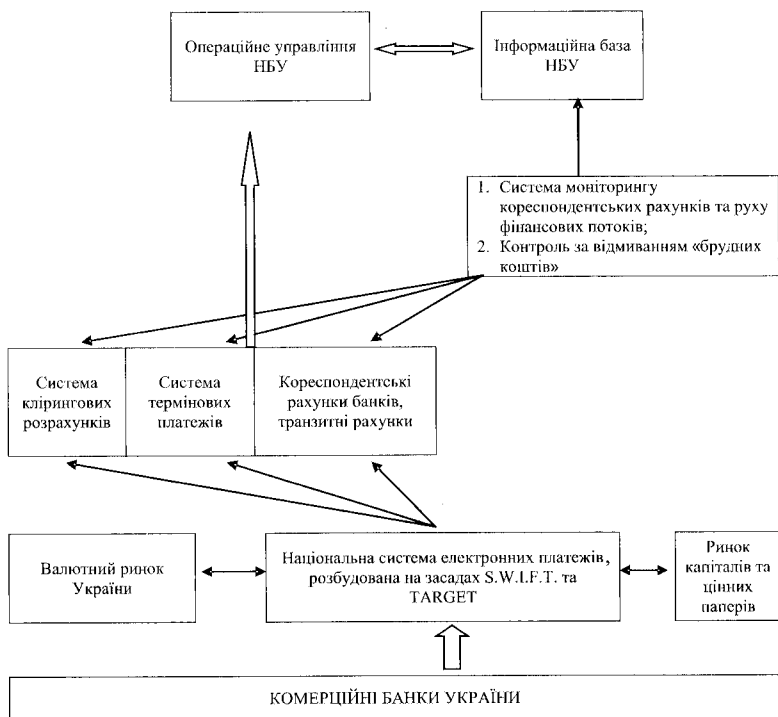 Операційне управління
НБУ
Інформаційна база
НБУ
1. Система моніторингу
кореспондентських рахунків та руху
фінансових потоків;
2. Контроль за відмиванням «брудних
коштів»
Система
клірингових
розрахунків
Система
термінових
платежів
Кореспондентські
рахунки банків,
транзитні рахунки
Валютний ринок
України
Національна система електронних платежів,
розбудована на засадах S.W.I.F.T. та
TARGET
Ринок
капіталів та
цінних
паперів
КОМЕРЦІЙНІ БАНКИ УКРАЇНИ